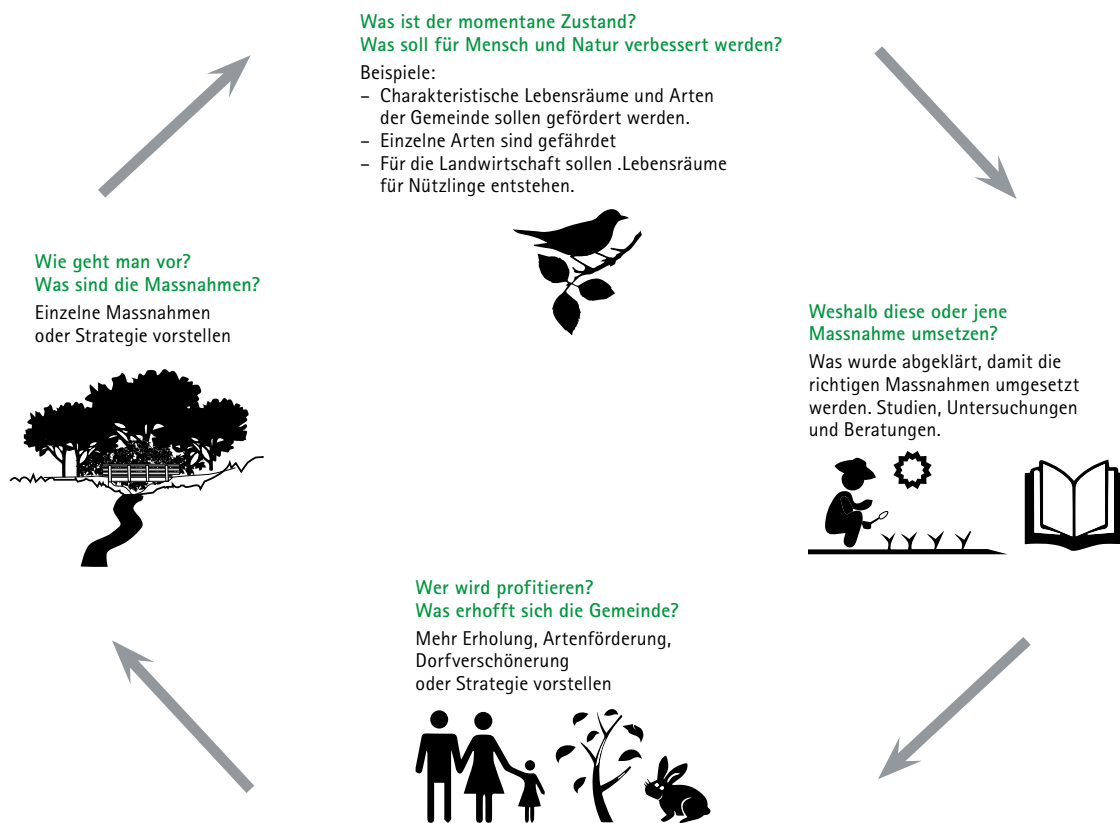 Was ist der momentane Zustand?
Was soll für Mensch und Natur verbessert werden?
Beispiele:
– Charakteristische Lebensräume und Arten
der Gemeinde sollen gefördert werden.
– Einzelne Arten sind gefährdet
– Für die Landwirtschaft sollen .Lebensräume
für Nützlinge entstehen.
Weshalb diese oder jene
Massnahme umsetzen?
Was wurde abgeklärt, damit die
richtigen Massnahmen umgesetzt
werden. Studien, Untersuchungen
und Beratungen.
Wer wird profitieren?
Was erhofft sich die Gemeinde?
Mehr Erholung, Artenförderung,
Dorfverschönerung
oder Strategie vorstellen
Wie geht man vor?
Was sind die Massnahmen?
Einzelne Massnahmen
oder Strategie vorstellen